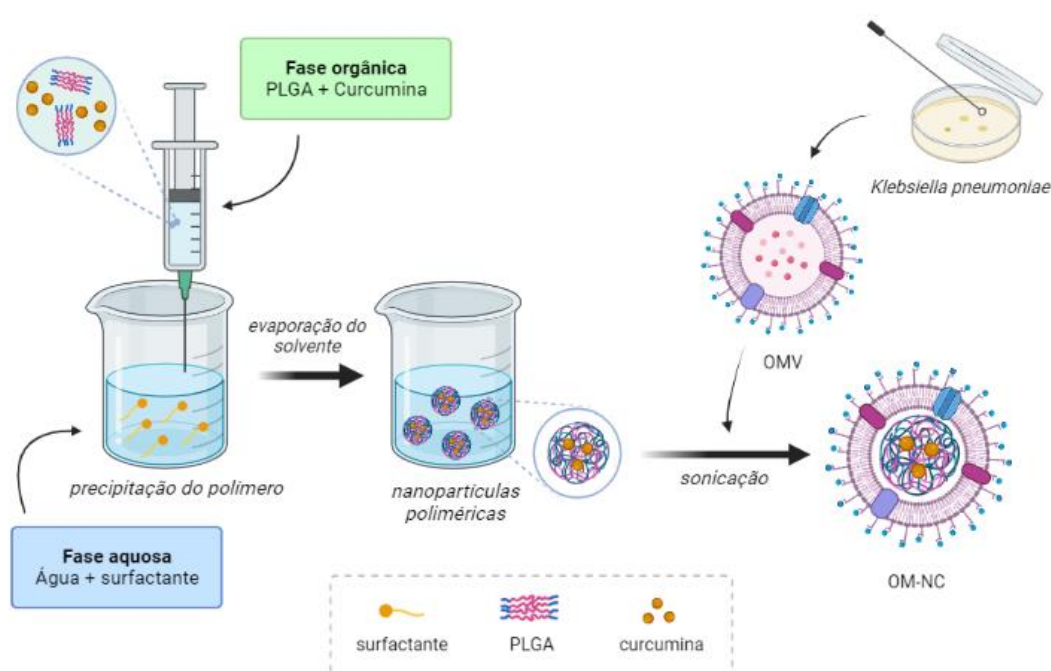 Fase orgânica
PLGA + Curcumina
Klebsiella pneumoniae
evaporação do
solvente
OMV
precipitação do polímero
nanopartículas
poliméricas
sonicação
Fase aquosa
Água + surfactante
OM-NC
surfactante
PLGA
curcumina